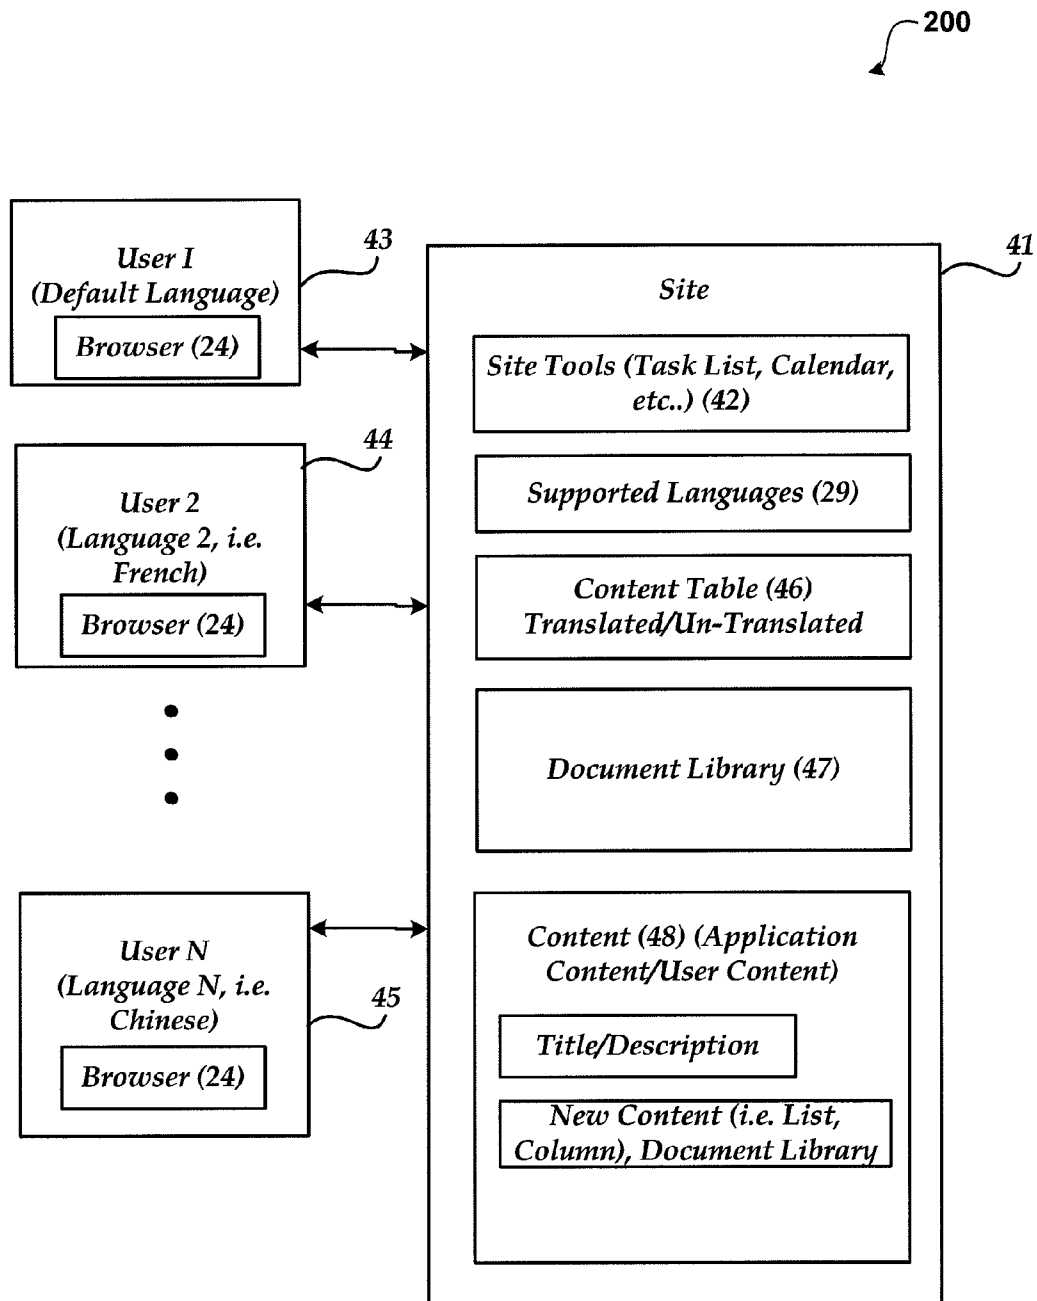 200
User I
(Default Language)
Browser (24)
43
User 2
(Language 2, i.e.
French)
Browser (24)
44
User N
(Language N, i.e.
Chinese)
Browser (24)
45
41
Site
Site Tools (Task List, Calendar,
etc..) (42)
Supported Languages (29)
Content Table (46)
Translated/Un-Translated
Document Library (47)
Content (48) (Application
Content/User Content)
Title/Description
New Content (i.e. List,
Column), Document Library